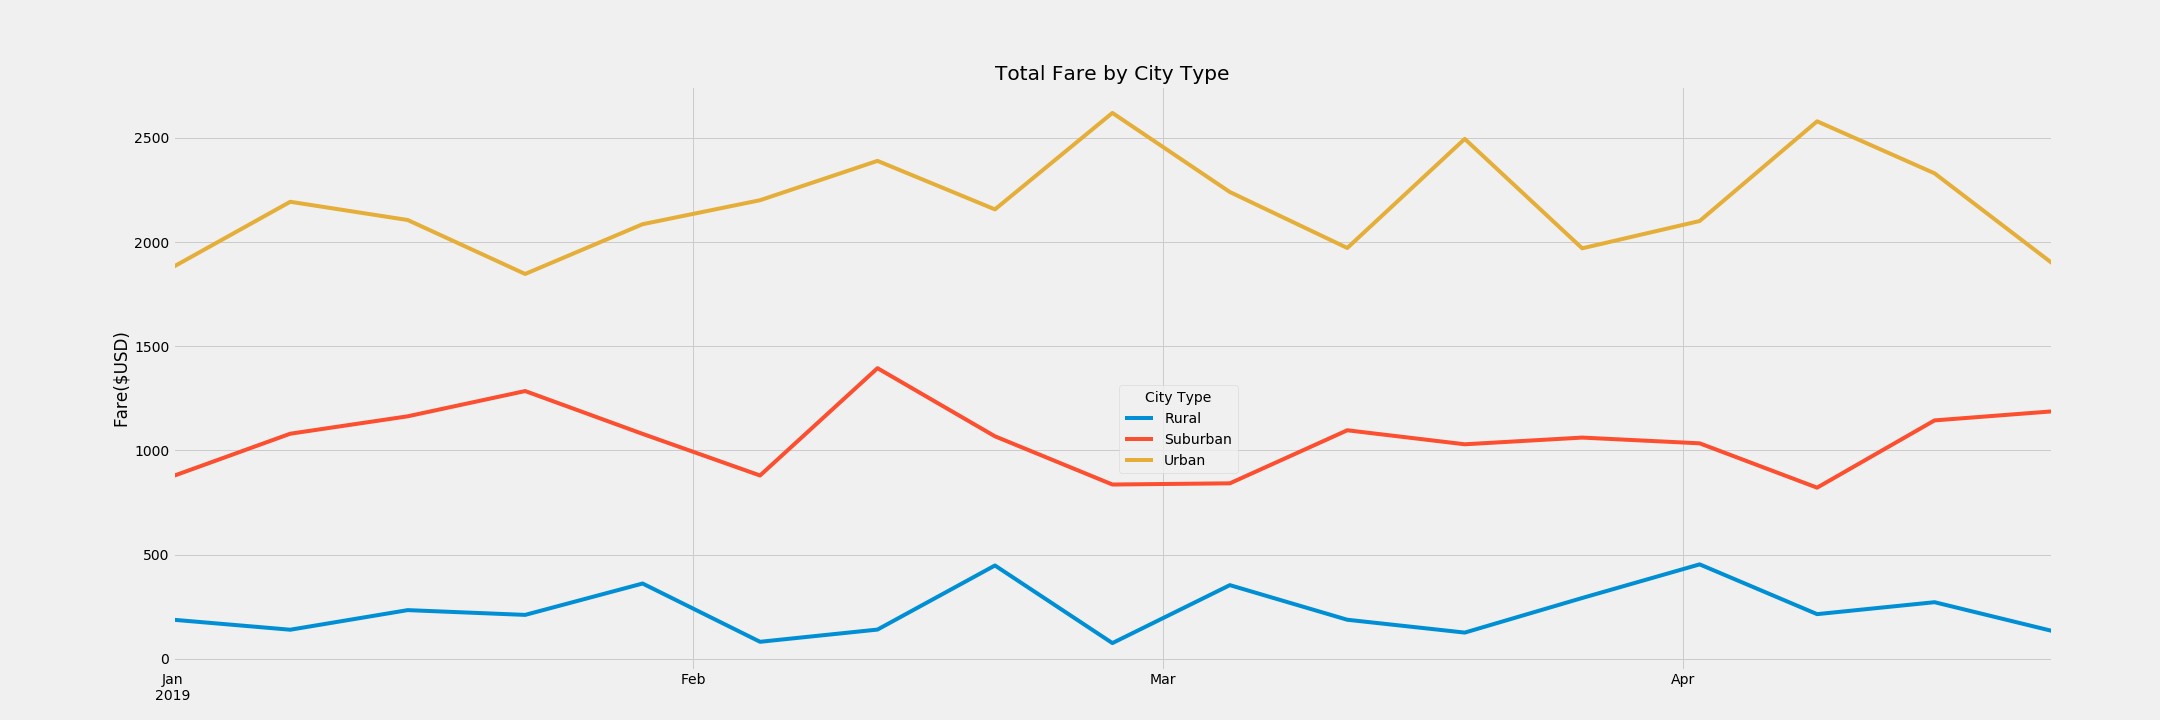 Total Fare by City Type
Fare($USD)
2500
2000
1500
1000
500
0
City Type
Rural
Suburban
Urban
Jan Feb Mar Apr
2019